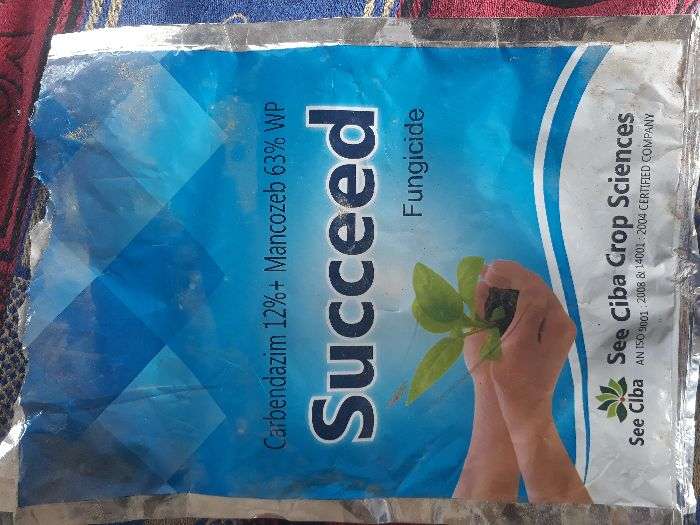 Carbendazim 12%+ Mancozeb 63% WP
Succeed
Fungicide
See Ciba
See Ciba Crop Sciences
AN ISO 9001 : 2008 & 14001 : 2004 CERTIFIED COMPANY